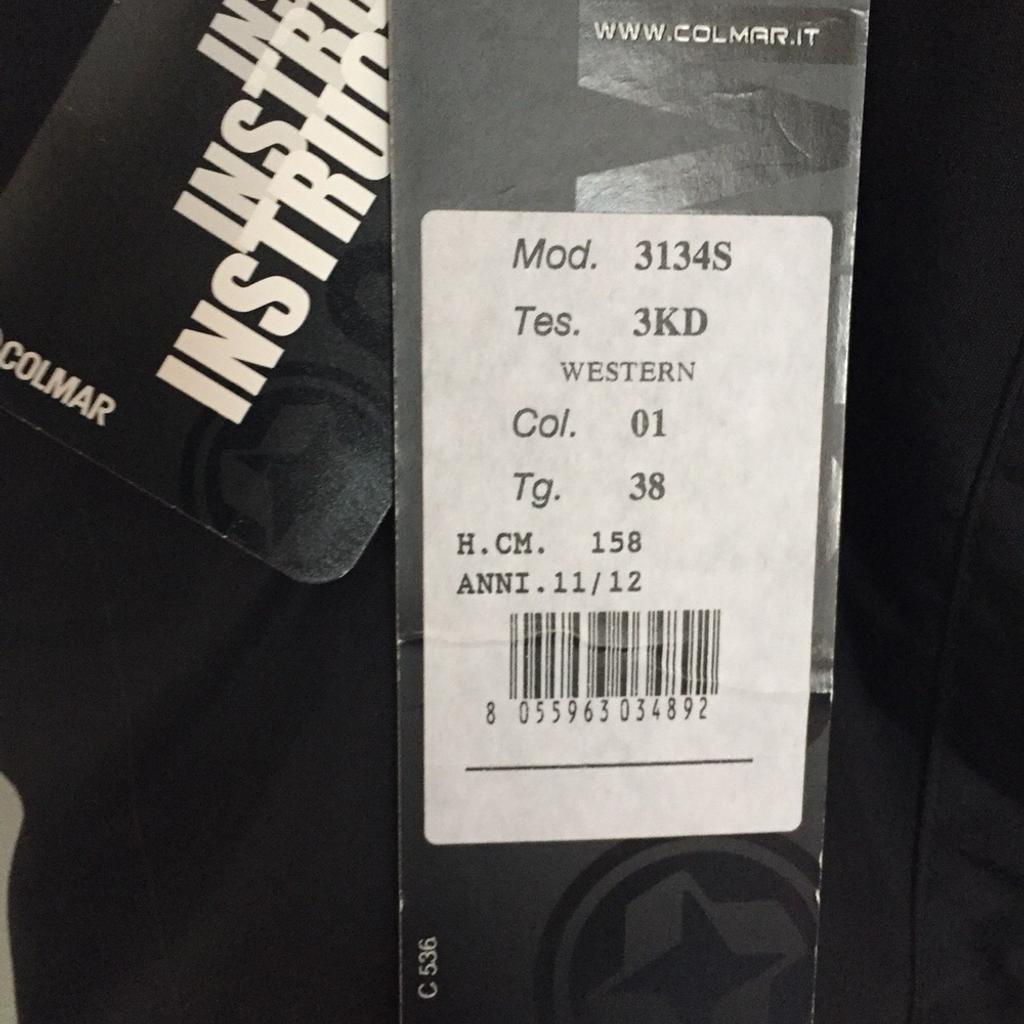 WWW.COLMAR.IT
Mod. 3134S
Tes. 3KD
WESTERN
Col. 01
Tg. 38
H.CM. 158
ANNI.11/12
8 055963 034892
C 536
COLMAR